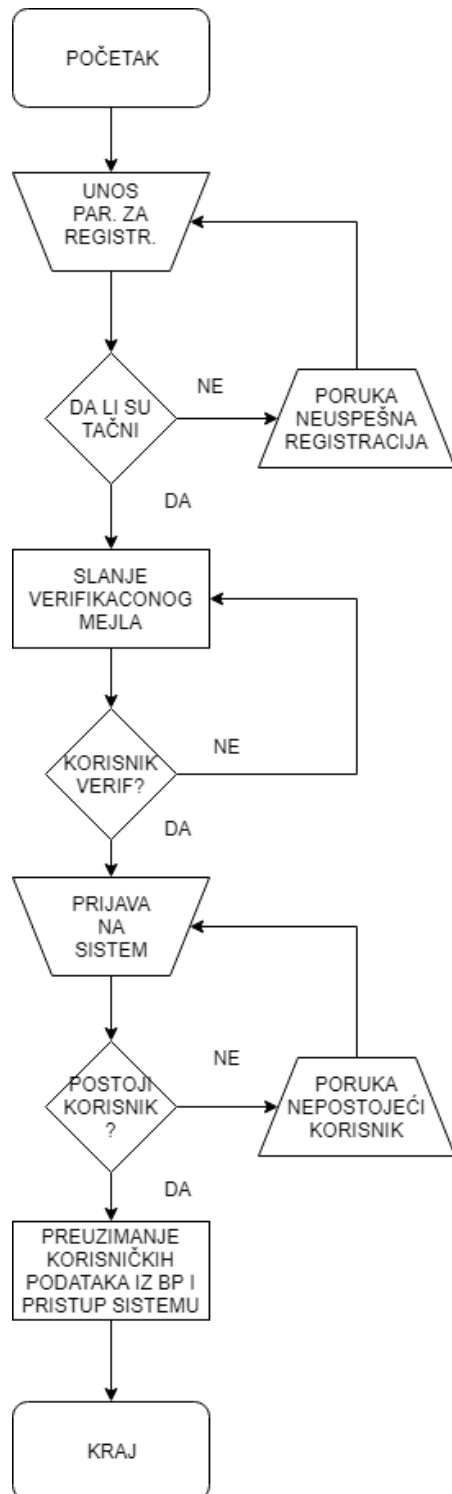 POČETAK
UNOS
PAR. ZA
REGISTR.
DA LI SU
TAČNI
NE
PORUKA
NEUSPEŠNA
REGISTRACIJA
DA
SLANJE
VERIFIKACONOG
MEJLA
KORISNIK
VERIF?
NE
DA
PRIJAVA
NA
SISTEM
POSTOJI
KORISNIK
?
NE
PORUKA
NEPOSTOJEĆI
KORISNIK
DA
PREUZIMANJE
KORISNIČKIH
PODATAKA IZ BP I
PRISTUP SISTEMU
KRAJ